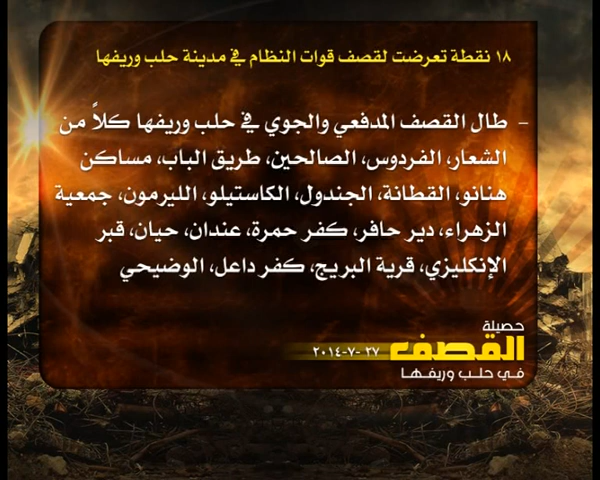 ١٨ نقطة تعرضت لقصف قوات النظام في مدينة حلب وريفها
- طال القصف المدفعي والجوي في حلب وريفها كلاً من
الشعار، الفردوس، الصالحين، طريق الباب، مساكن
هنانو، القطانة، الجندول، الكاستيلو، الليرمون، جمعية
الزهراء، دير حافر، كفر حمرة، عندان، حيان، قبر
الإنكليزي، قرية البريج، كفر داعل، الوضيحي
حصيلة
القصف ٢٧ -٧-٢٠١٤
في حلب وريفها